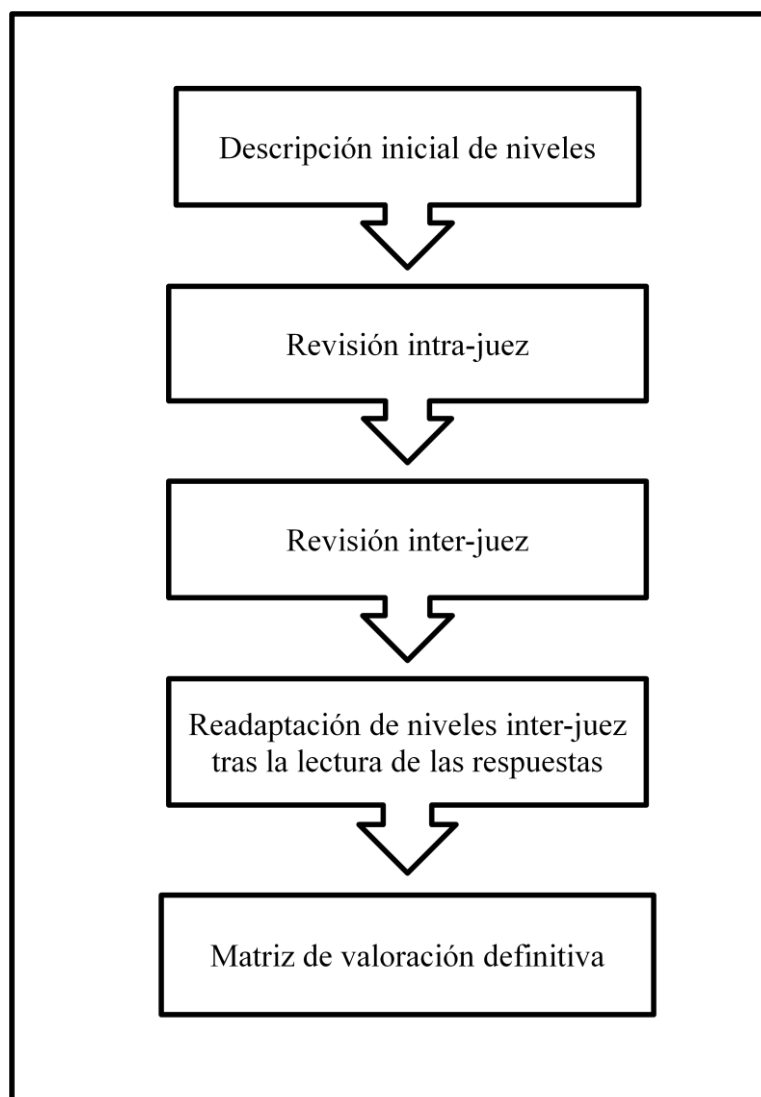 Descripción inicial de niveles
Revisión intra-juez
Revisión inter-juez
Readaptación de niveles inter-juez
tras la lectura de las respuestas
Matriz de valoración definitiva